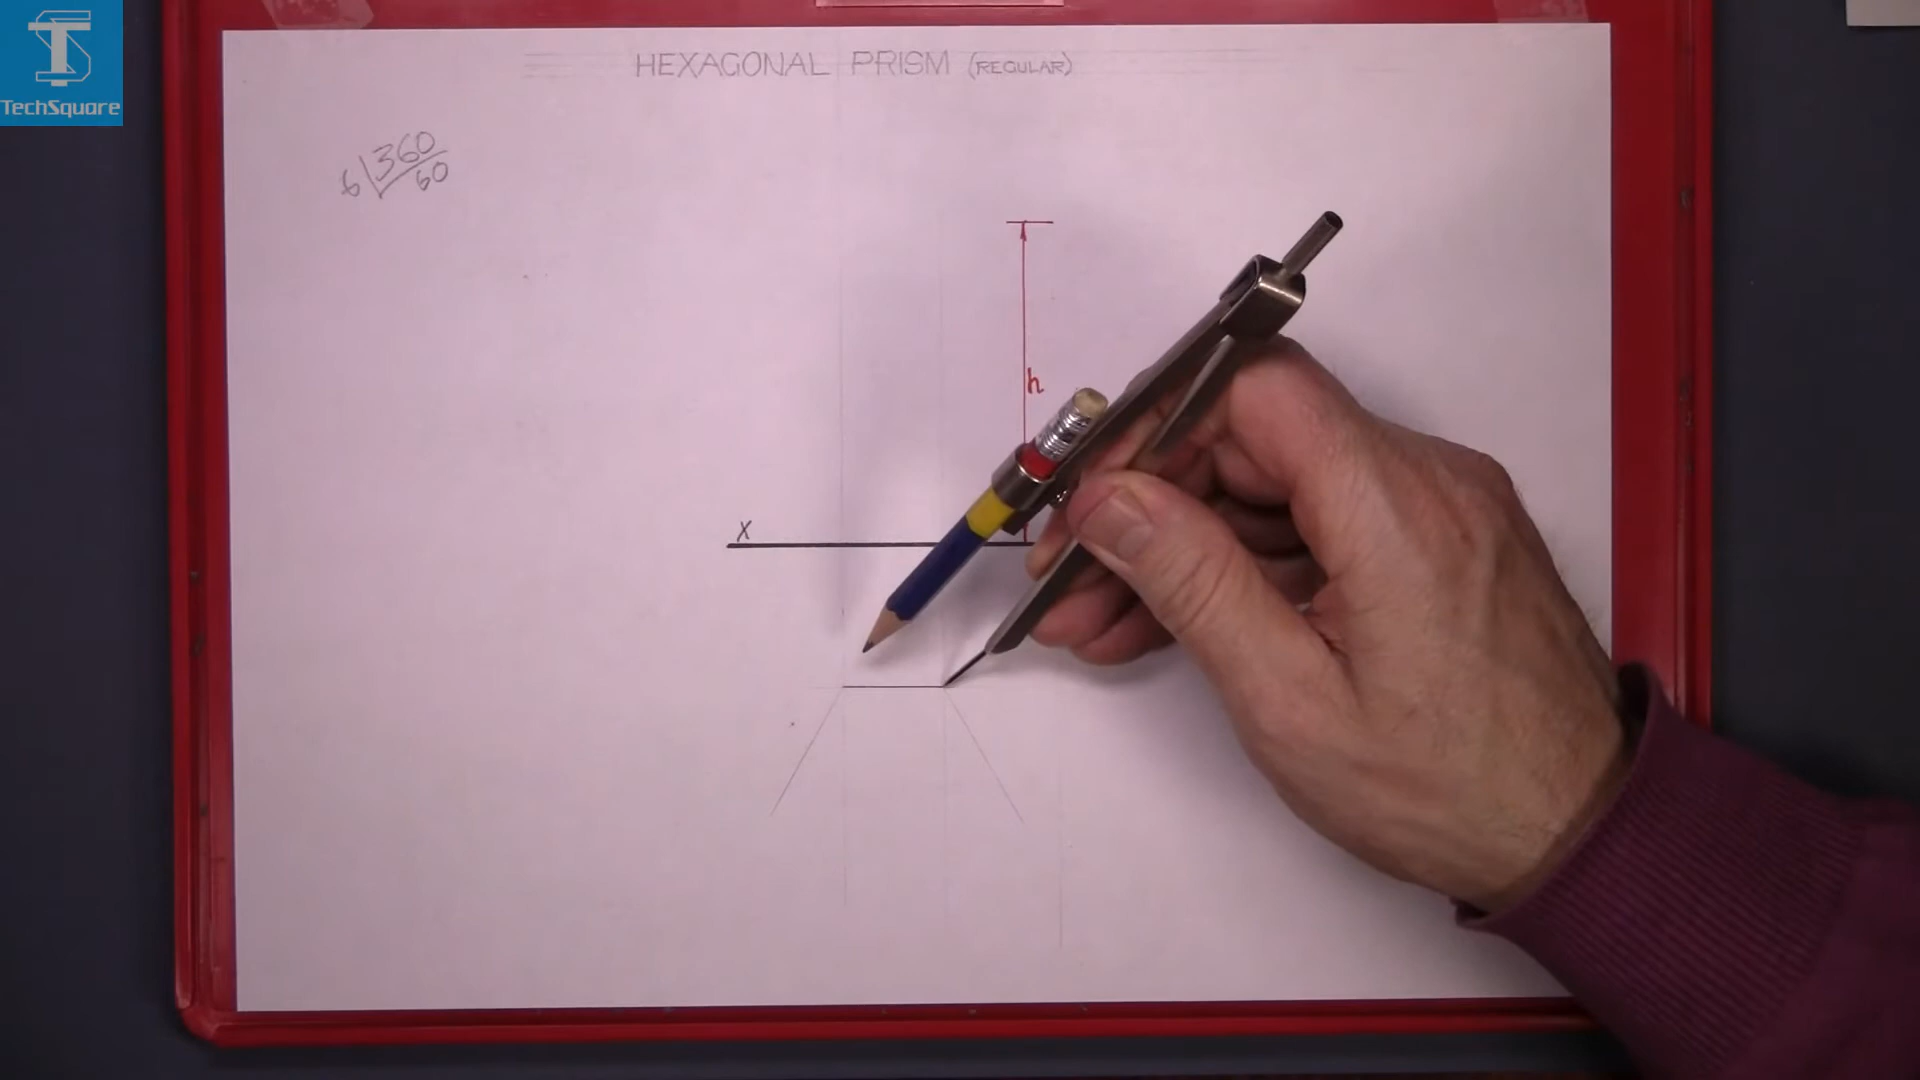 TechSquare
HEXAGONAL PRISM (REGULAR)
6 360
60
h
X